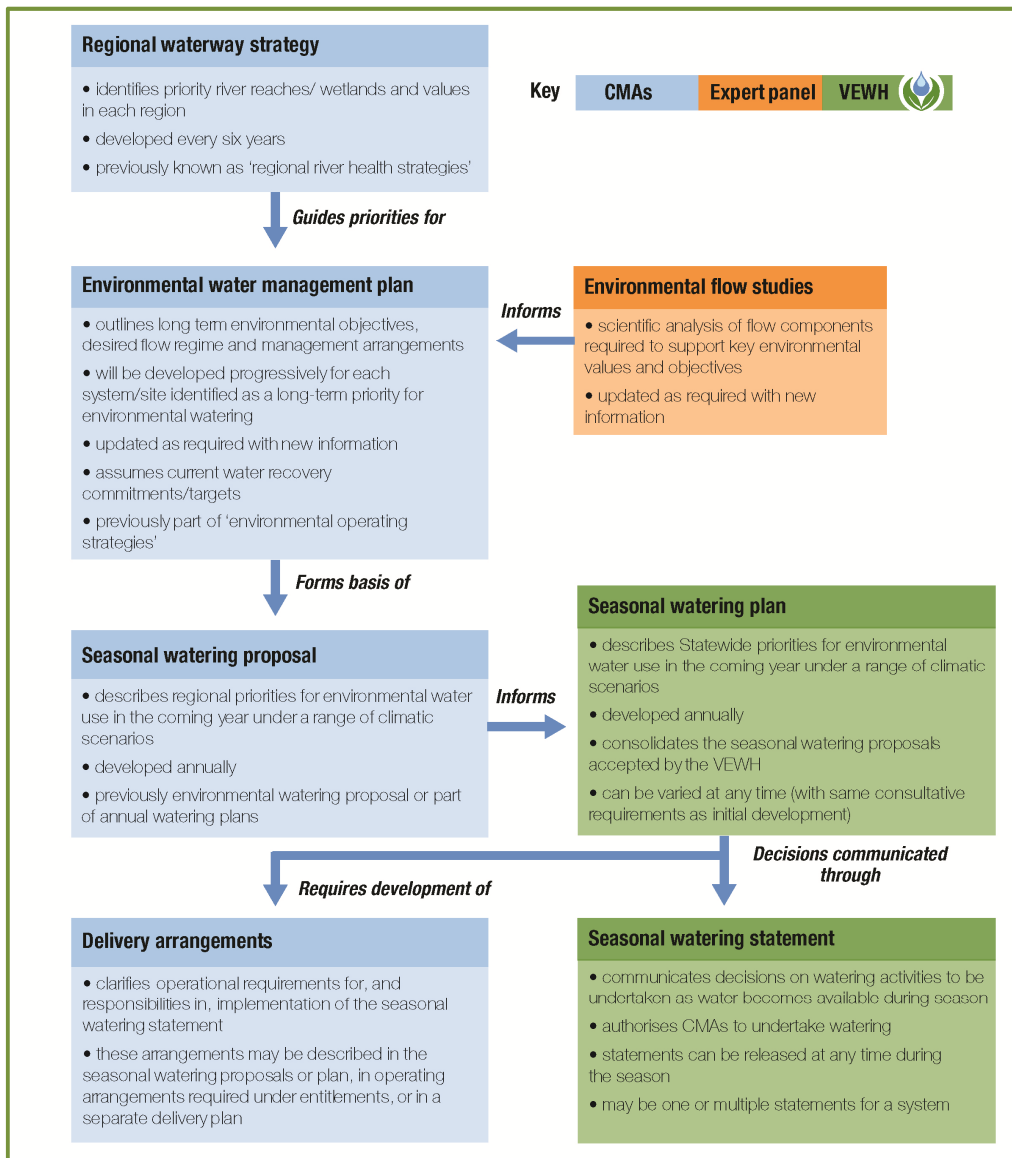 Regional waterway strategy
• identifies priority river reaches/ wetlands and values
in each region
• developed every six years
• previously known as ‘regional river health strategies’
Key
CMAs
Expert panel
VEWH
Guides priorities for
Environmental water management plan
• outlines long term environmental objectives,
desired flow regime and management arrangements
• will be developed progressively for each
system/site identified as a long-term priority for
environmental watering
• updated as required with new information
• assumes current water recovery
commitments/targets
• previously part of ‘environmental operating
strategies’
Informs
Environmental flow studies
• scientific analysis of flow components
required to support key environmental
values and objectives
• updated as required with new
information
Forms basis of
Seasonal watering proposal
• describes regional priorities for environmental water
use in the coming year under a range of climatic
scenarios
• developed annually
• previously environmental watering proposal or part
of annual watering plans
Informs
Seasonal watering plan
• describes Statewide priorities for environmental
water use in the coming year under a range of climatic
scenarios
• developed annually
• consolidates the seasonal watering proposals
accepted by the VEWH
• can be varied at any time (with same consultative
requirements as initial development)
Requires development of
Decisions communicated
through
Delivery arrangements
• clarifies operational requirements for, and
responsibilities in, implementation of the seasonal
watering statement
• these arrangements may be described in the
seasonal watering proposals or plan, in operating
arrangements required under entitlements, or in a
separate delivery plan
Seasonal watering statement
• communicates decisions on watering activities to be
undertaken as water becomes available during season
• authorises CMAs to undertake watering
• statements can be released at any time during
the season
• may be one or multiple statements for a system